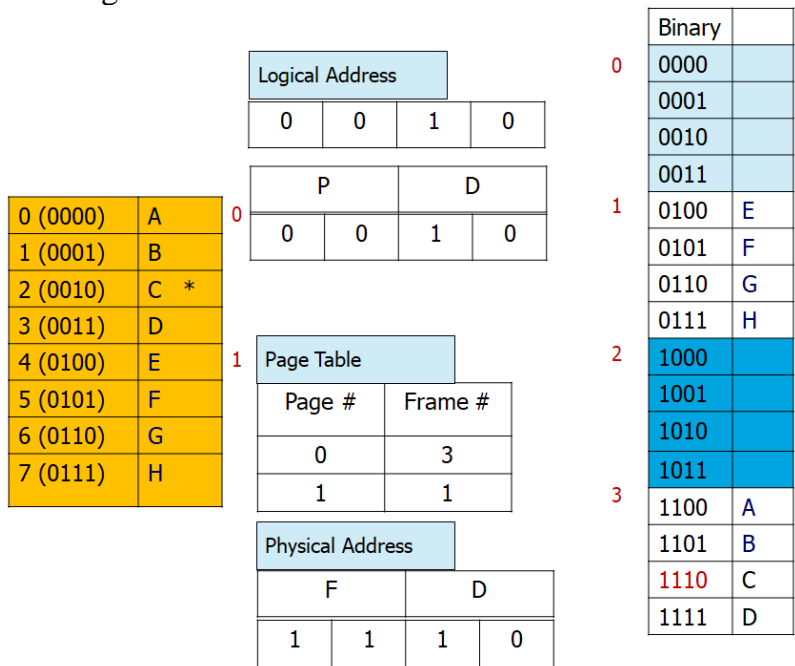 Logical Address
0 0 1 0
P D
0 0 1 0
0 (0000) A 0
1 (0001) B
2 (0010) C *
3 (0011) D
4 (0100) E 1
5 (0101) F
6 (0110) G
7 (0111) H
Page Table
Page # Frame #
0 3
1 1
Physical Address
F D
1 1 1 0
Binary
0 0000
0001
0010
0011
1 0100 E
0101 F
0110 G
0111 H
2 1000
1001
1010
1011
3 1100 A
1101 B
1110 C
1111 D